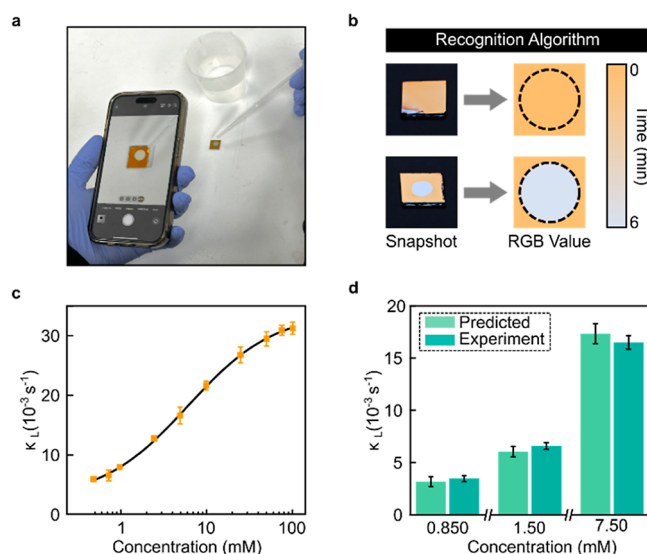 a
b
Recognition Algorithm
0
Time (min)
6
Snapshot
RGB Value
c
κ L(10⁻³ s⁻¹)
30
20
10
0
1
10
100
Concentration (mM)
d
κ L(10⁻³ s⁻¹)
20
15
10
5
0
Predicted
Experiment
0.850
1.50
7.50
Concentration (mM)